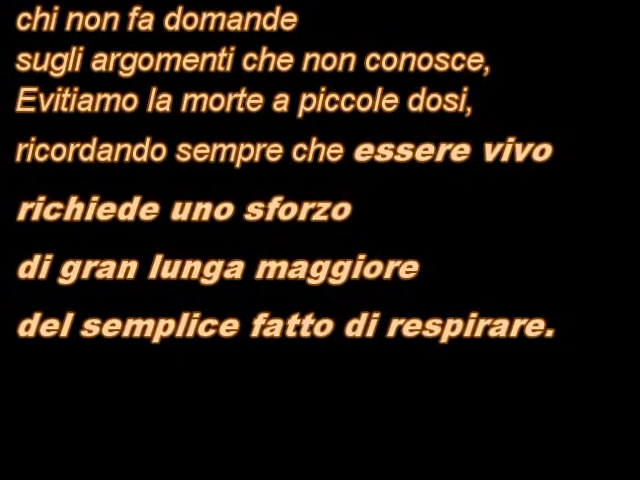 chi non fa domande
sugli argomenti che non conosce,
Evitiamo la morte a piccole dosi,
ricordando sempre che essere vivo
richiede uno sforzo
di gran lunga maggiore
del semplice fatto di respirare.